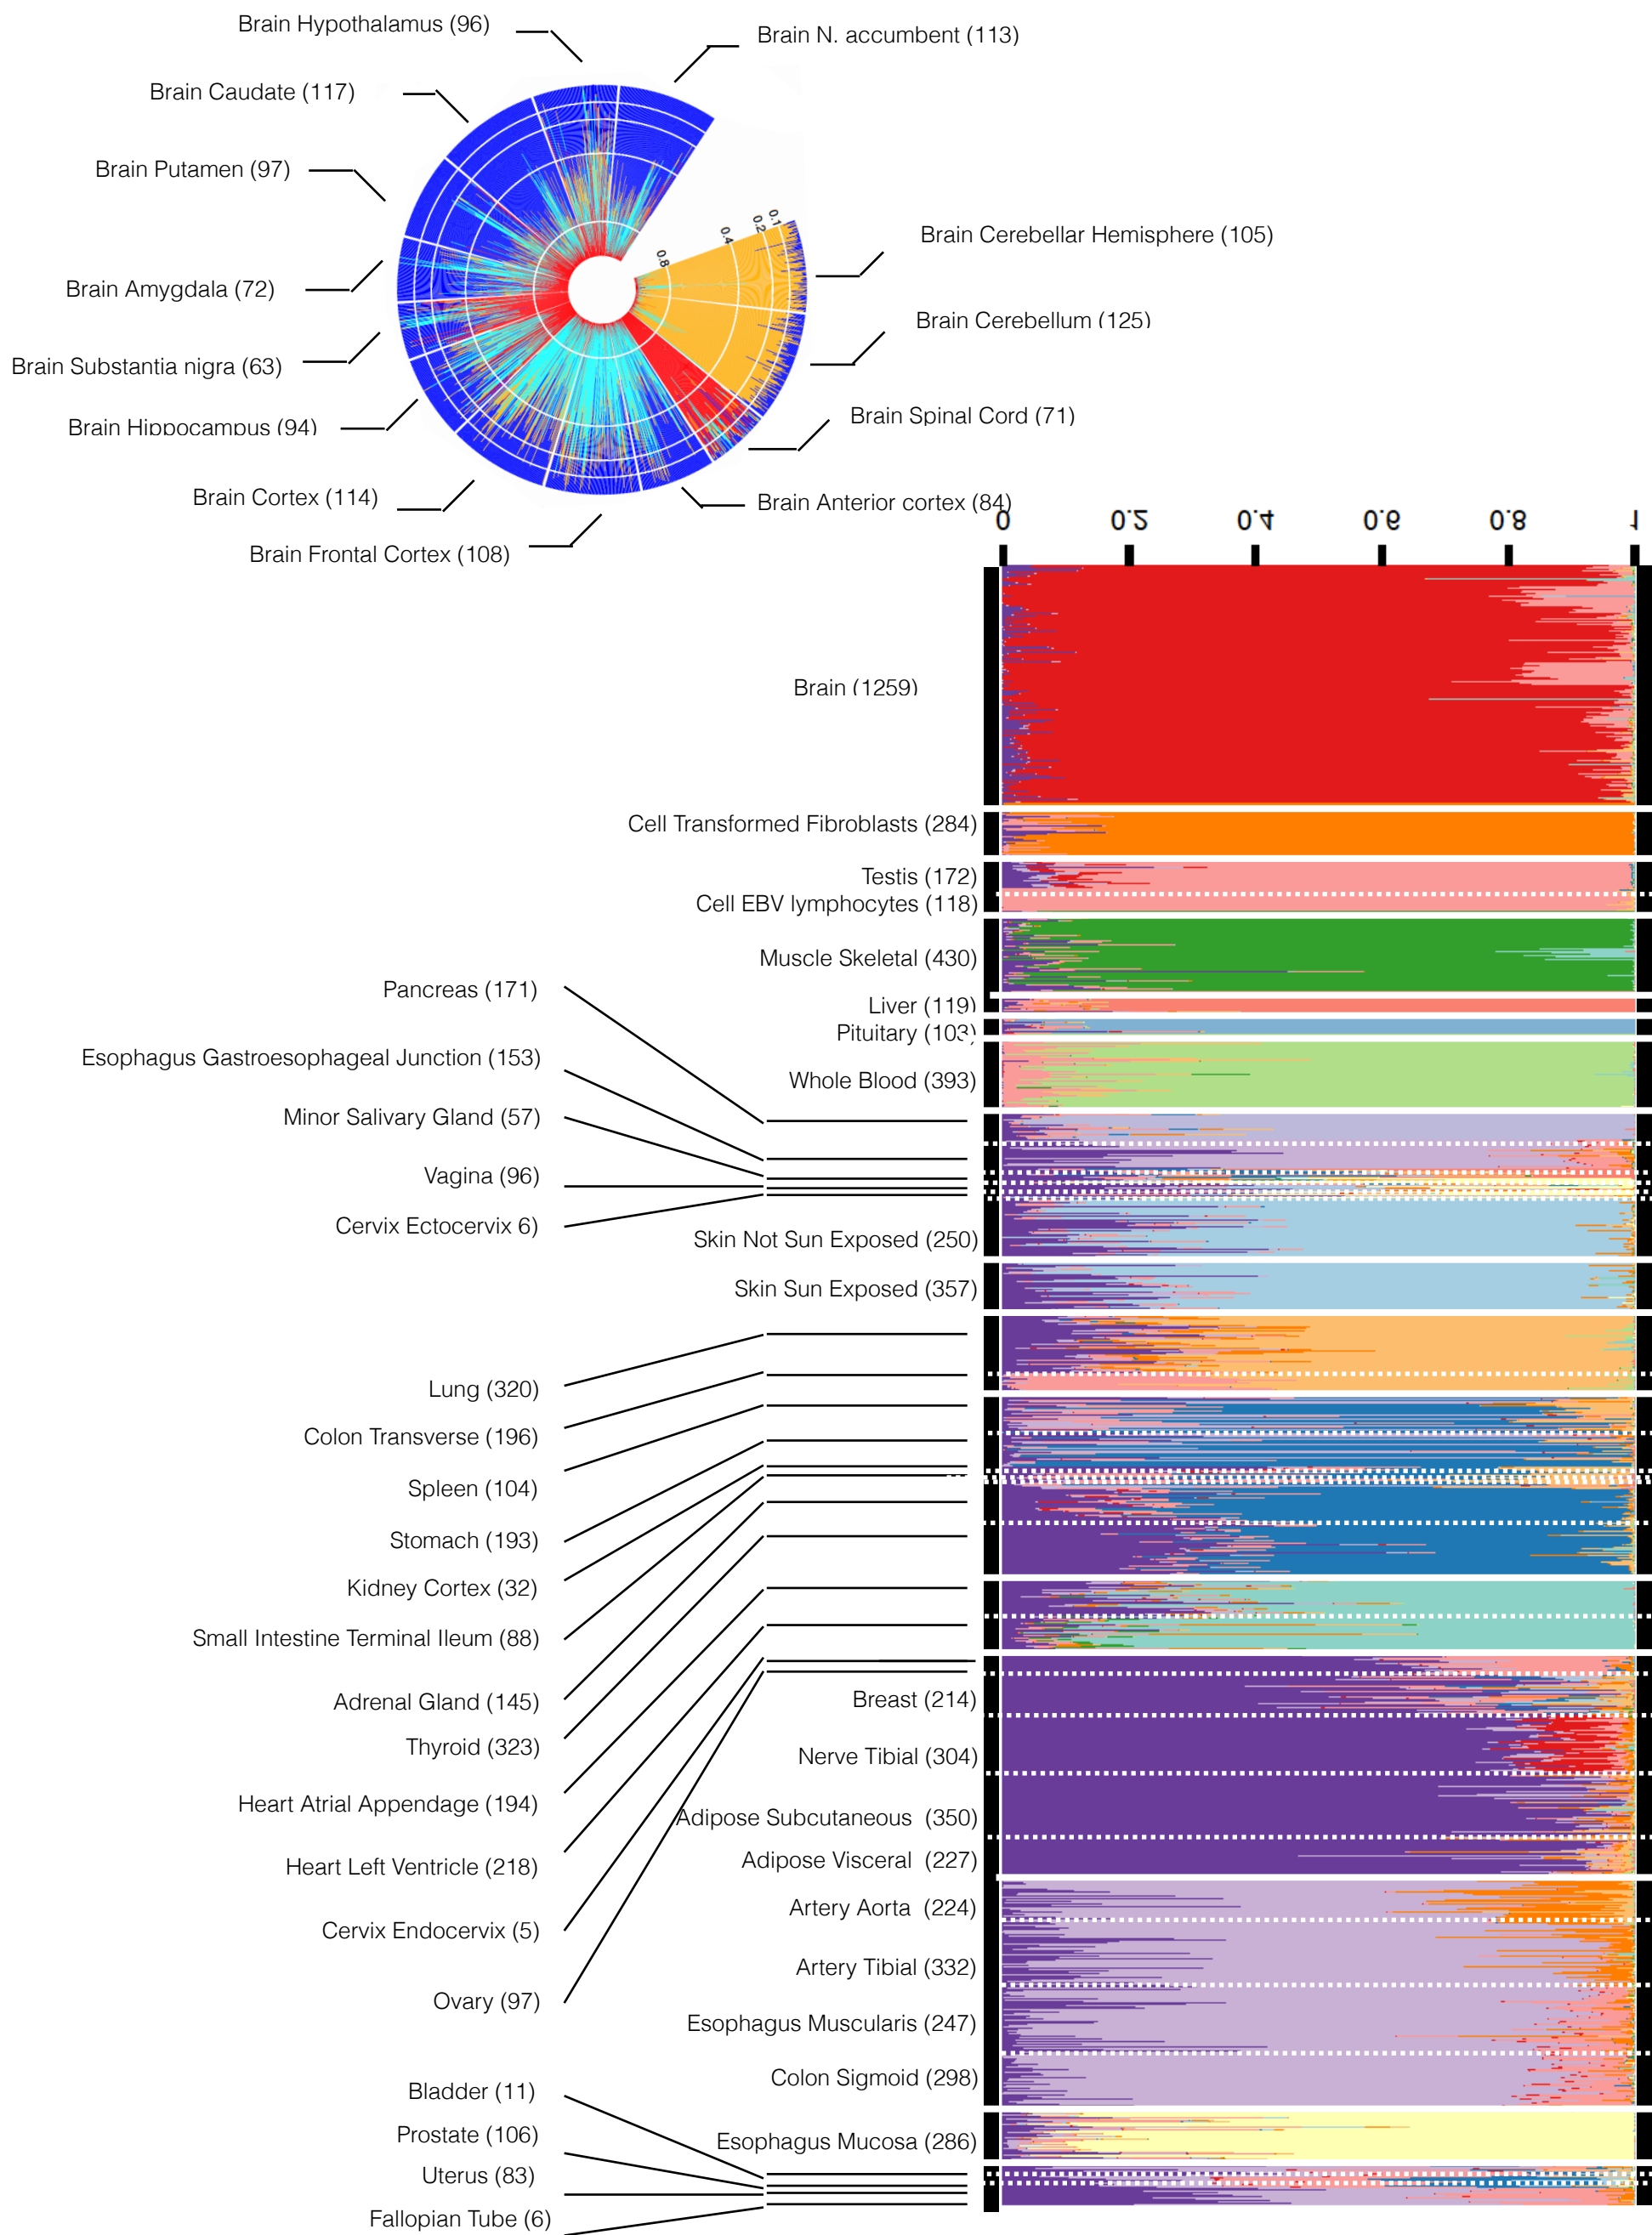 Brain Hypothalamus (96)
Brain N. accumbent (113)
Brain Caudate (117)
Brain Putamen (97)
Brain Amygdala (72)
Brain Substantia nigra (63)
Brain Hippocampus (94)
Brain Cortex (114)
Brain Frontal Cortex (108)
Brain Cerebellar Hemisphere (105)
Brain Cerebellum (125)
Brain Spinal Cord (71)
Brain Anterior cortex (84)
0.1
0.2
0.4
0.8
0 0.2 0.4 0.6 0.8 1
Brain (1259)
Cell Transformed Fibroblasts (284)
Testis (172)
Cell EBV lymphocytes (118)
Muscle Skeletal (430)
Liver (119)
Pituitary (103)
Whole Blood (393)
Pancreas (171)
Esophagus Gastroesophageal Junction (153)
Minor Salivary Gland (57)
Vagina (96)
Cervix Ectocervix 6)
Skin Not Sun Exposed (250)
Skin Sun Exposed (357)
Lung (320)
Colon Transverse (196)
Spleen (104)
Stomach (193)
Kidney Cortex (32)
Small Intestine Terminal Ileum (88)
Adrenal Gland (145)
Thyroid (323)
Heart Atrial Appendage (194)
Heart Left Ventricle (218)
Cervix Endocervix (5)
Ovary (97)
Breast (214)
Nerve Tibial (304)
Adipose Subcutaneous (350)
Adipose Visceral (227)
Artery Aorta (224)
Artery Tibial (332)
Esophagus Muscularis (247)
Colon Sigmoid (298)
Esophagus Mucosa (286)
Bladder (11)
Prostate (106)
Uterus (83)
Fallopian Tube (6)